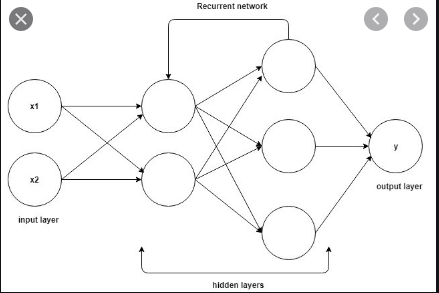 Recurrent network
x1
x2
y
output layer
input layer
hidden layers